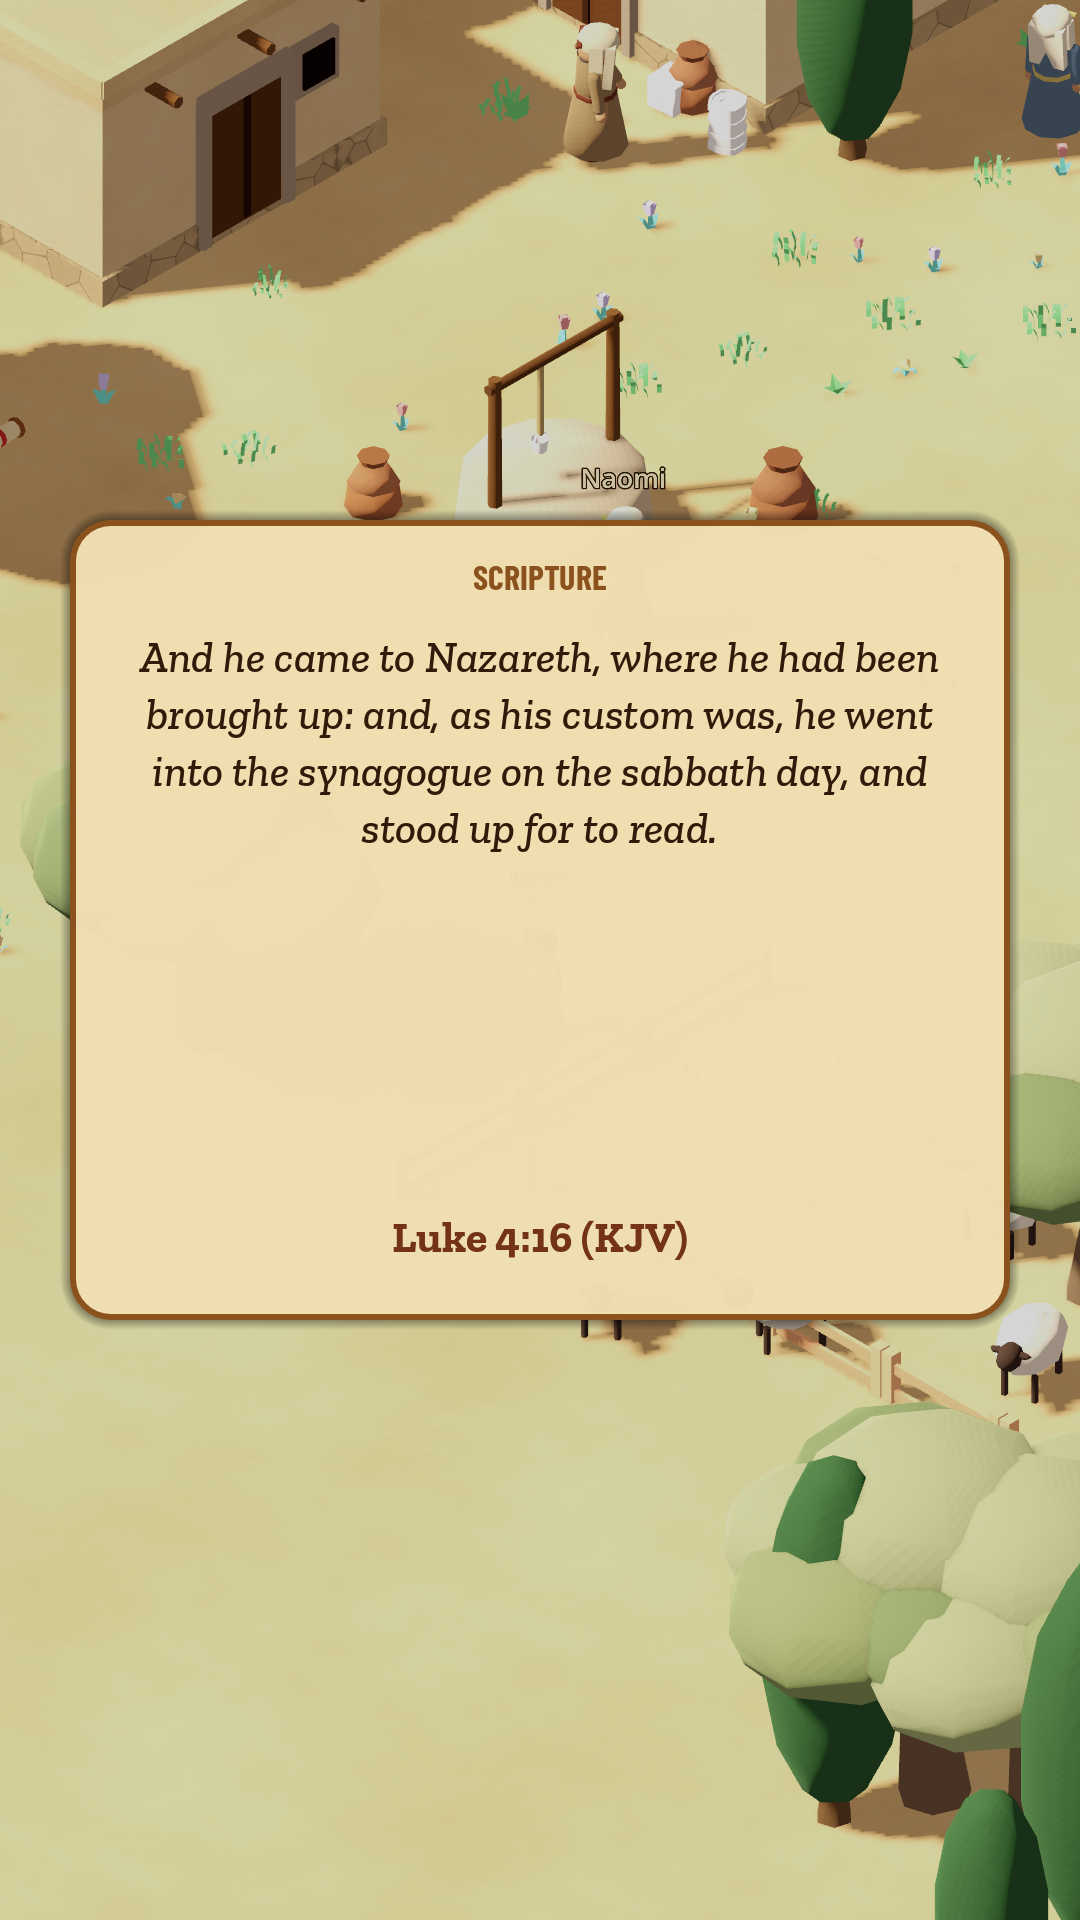 Naomi
SCRIPTURE
And he came to Nazareth, where he had been
brought up: and, as his custom was, he went
into the synagogue on the sabbath day, and
stood up for to read.
Luke 4:16 (KJV)